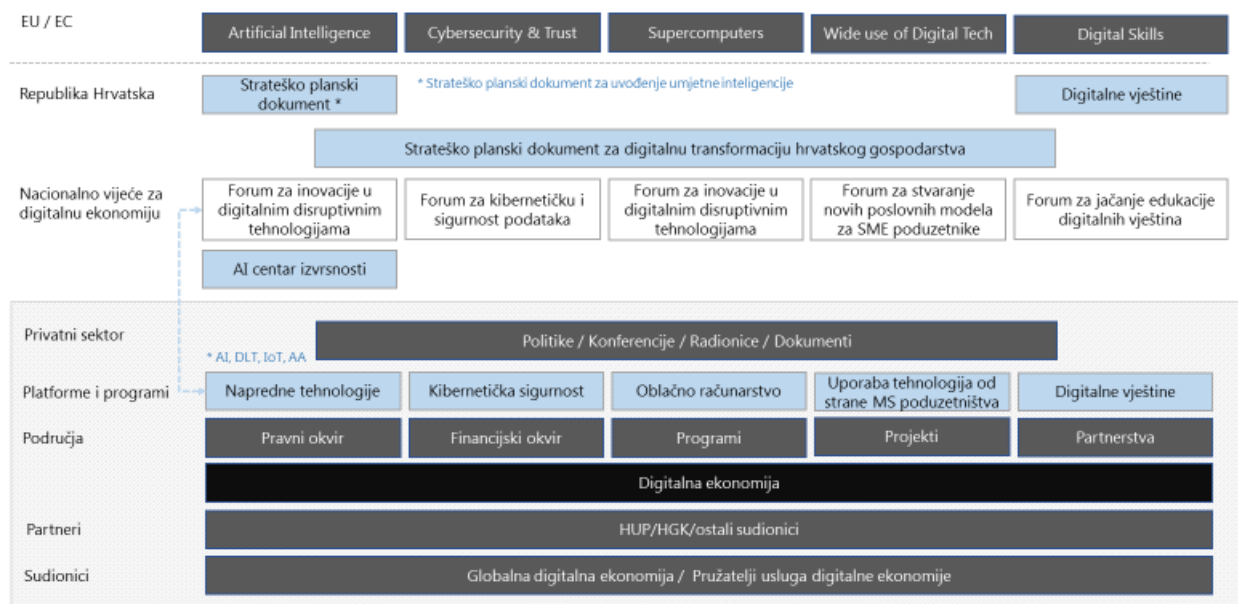 EU / EC
Artificial Intelligence
Cybersecurity & Trust
Supercomputers
Wide use of Digital Tech
Digital Skills
Republika Hrvatska
Strateško planski
dokument *
* Strateško planski dokument za uvođenje umjetne inteligencije
Digitalne vještine
Strateško planski dokument za digitalnu transformaciju hrvatskog gospodarstva
Nacionalno vijeće za
digitalnu ekonomiju
Forum za inovacije u
digitalnim disruptivnim
tehnologijama
Forum za kibernetičku i
sigurnost podataka
Forum za inovacije u
digitalnim disruptivnim
tehnologijama
Forum za stvaranje
novih poslovnih modela
za SME poduzetnike
Forum za jačanje edukacije
digitalnih vještina
AI centar izvrsnosti
Privatni sektor
Politike / Konferencije / Radionice / Dokumenti
* AI, DLT, IoT, AA
Platforme i programi
Napredne tehnologije
Kibernetička sigurnost
Oblačno računarstvo
Uporaba tehnologija od
strane MS poduzetništva
Digitalne vještine
Područja
Pravni okvir
Financijski okvir
Programi
Projekti
Partnerstva
Digitalna ekonomija
Partneri
HUP/HGK/ostali sudionici
Sudionici
Globalna digitalna ekonomija / Pružatelji usluga digitalne ekonomije